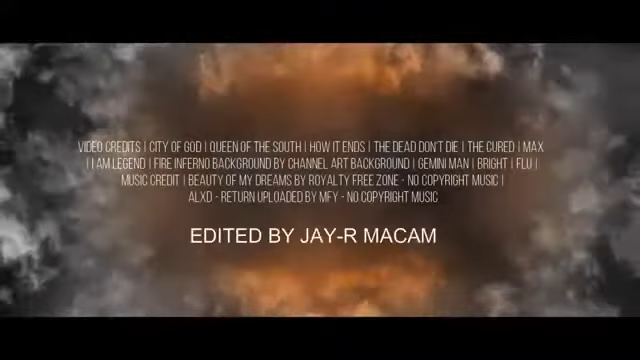 VIDEO CREDITS | CITY OF GOD | QUEEN OF THE SOUTH | HOW IT ENDS | THE DEAD DON'T DIE | THE CURED | MAX
| I AM LEGEND | FIRE INFERNO BACKGROUND BY CHANNEL ART BACKGROUND | GEMINI MAN | BRIGHT | FLU |
MUSIC CREDIT | BEAUTY OF MY DREAMS BY ROYALTY FREE ZONE - NO COPYRIGHT MUSIC |
ALXD - RETURN UPLOADED BY MFY - NO COPYRIGHT MUSIC
EDITED BY JAY-R MACAM